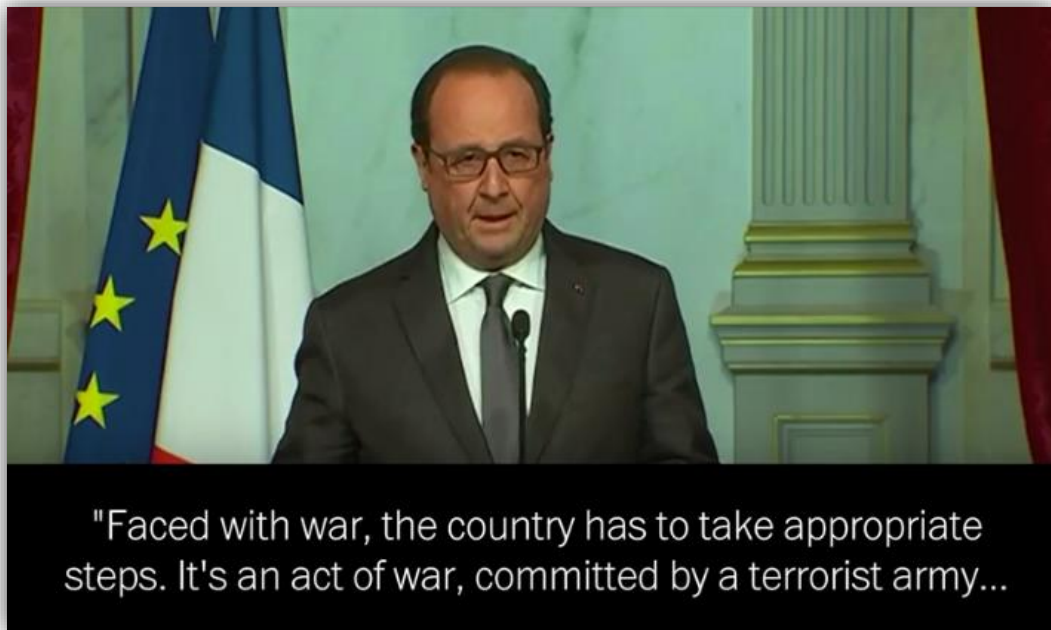 "Faced with war, the country has to take appropriate
steps. It's an act of war, committed by a terrorist army...